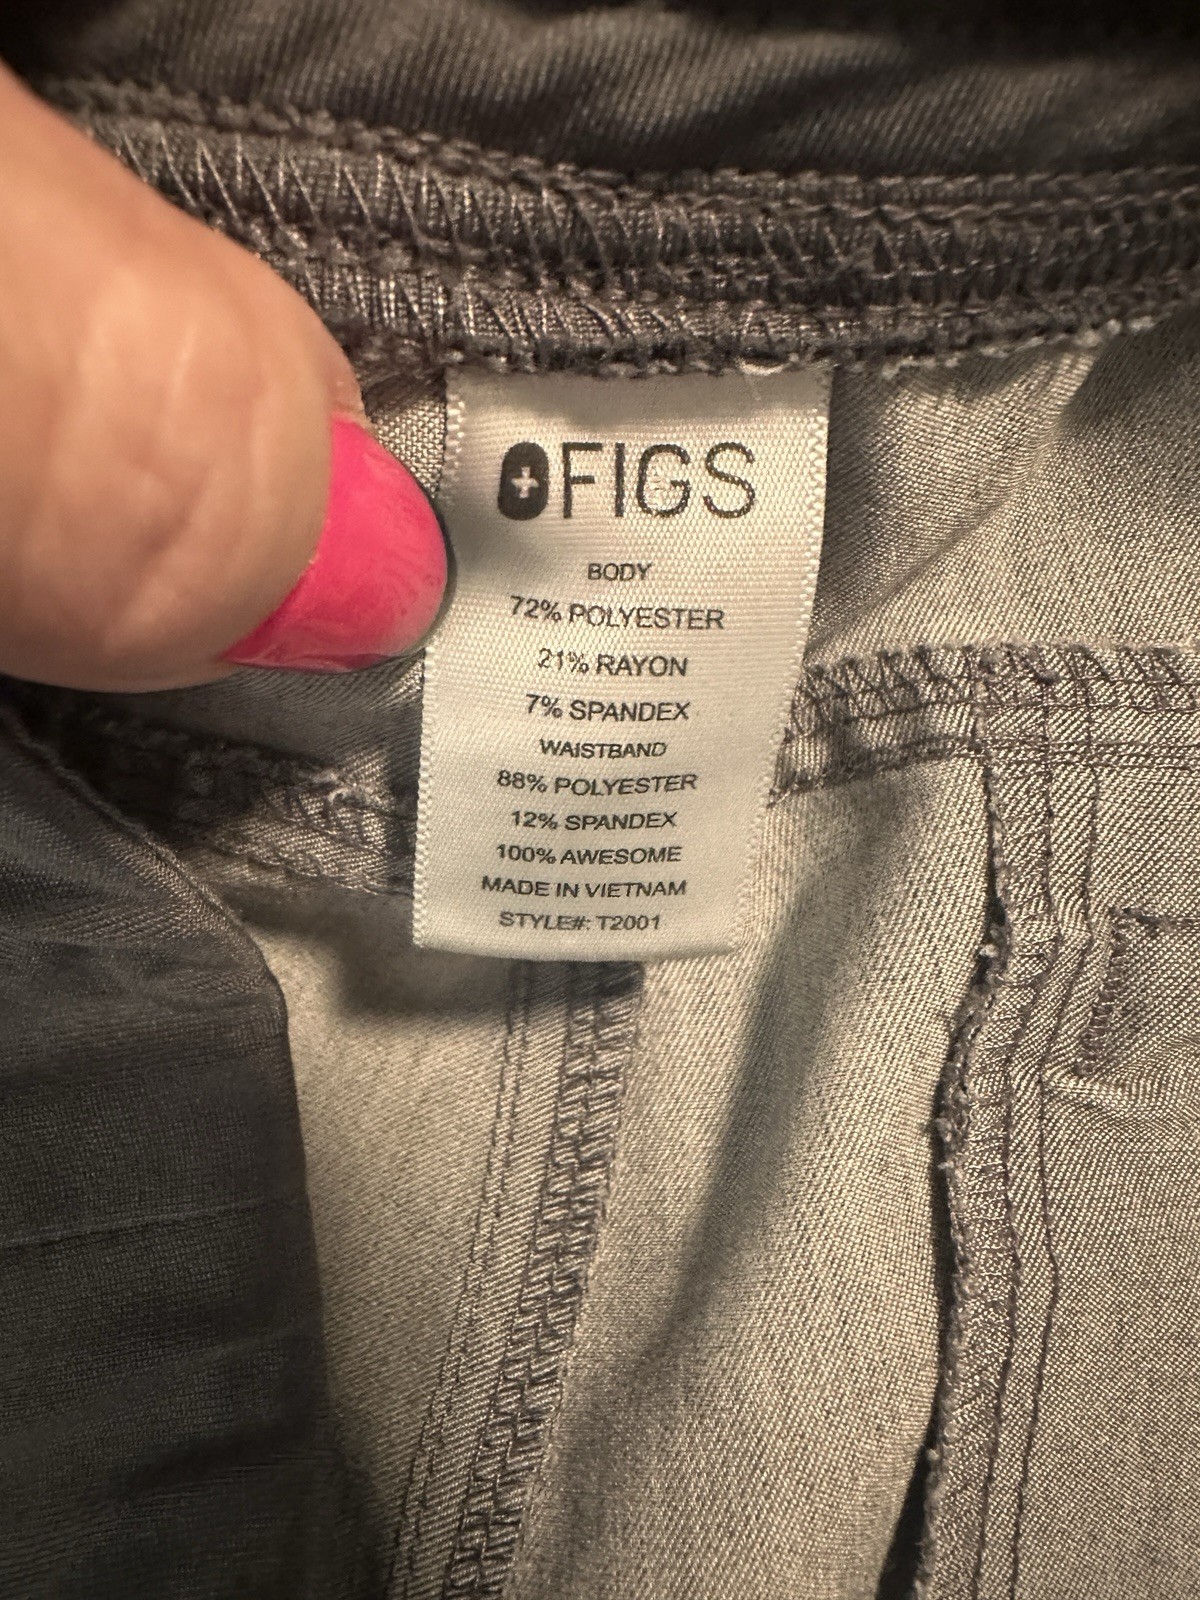 FIGS
BODY
72% POLYESTER
21% RAYON
7% SPANDEX
WAISTBAND
88% POLYESTER
12% SPANDEX
100% AWESOME
MADE IN VIETNAM
STYLE#: T2001